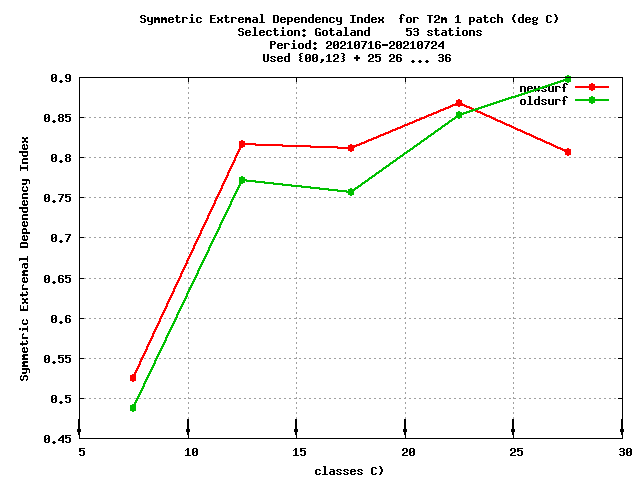 Symmetric Extremal Dependency Index  for T2m 1 patch (deg C)
Selection: Gotaland     53 stations
Period: 20210716-20210724
Used {00,12} + 25 26 ... 36
newsurf
oldsurf
0.9
0.85
0.8
0.75
0.7
0.65
0.6
0.55
0.5
0.45
Symmetric Extremal Dependency Index
5 10 15 20 25 30
classes C)